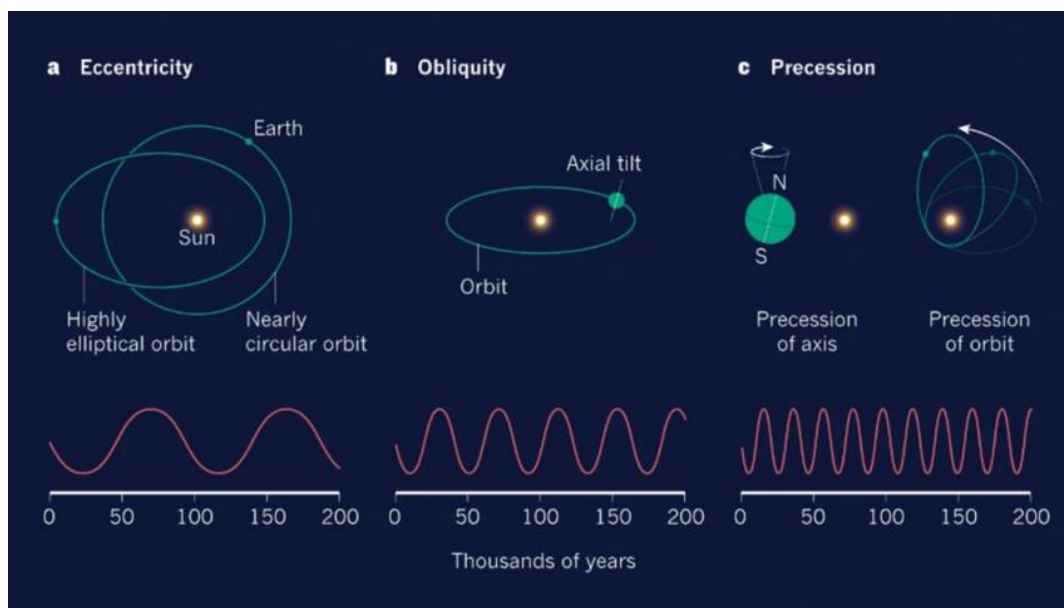 a Eccentricity
Earth
Sun
Highly
elliptical orbit
Nearly
circular orbit
0 50 100 150 200
b Obliquity
Axial tilt
Orbit
0 50 100 150 200
Thousands of years
c Precession
N
S
Precession
of axis
Precession
of orbit
0 50 100 150 200